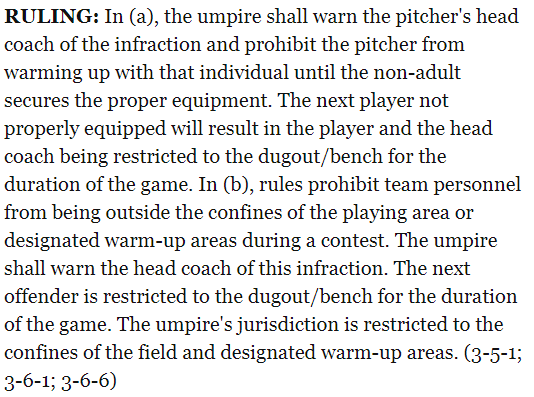 RULING: In (a), the umpire shall warn the pitcher's head
coach of the infraction and prohibit the pitcher from
warming up with that individual until the non-adult
secures the proper equipment. The next player not
properly equipped will result in the player and the head
coach being restricted to the dugout/bench for the
duration of the game. In (b), rules prohibit team personnel
from being outside the confines of the playing area or
designated warm-up areas during a contest. The umpire
shall warn the head coach of this infraction. The next
offender is restricted to the dugout/bench for the duration
of the game. The umpire's jurisdiction is restricted to the
confines of the field and designated warm-up areas. (3-5-1;
3-6-1; 3-6-6)